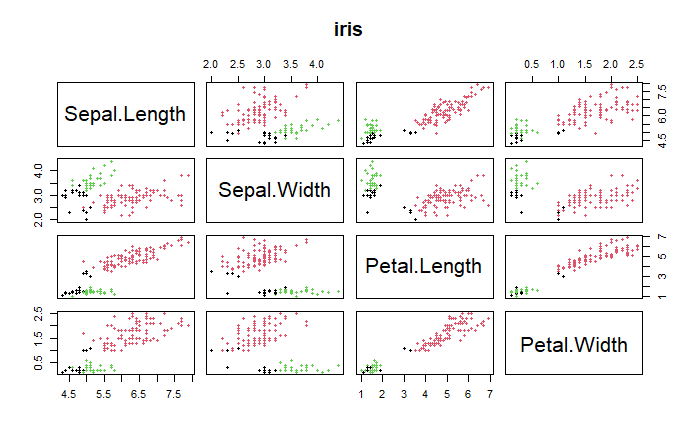 iris
2.0 2.5 3.0 3.5 4.0
0.5 1.0 1.5 2.0 2.5
Sepal.Length
4.5 5.5 6.5 7.5
2.0 3.0 4.0
Sepal.Width
Petal.Length
1 3 5 7
0.5 1.5 2.5
Petal.Width
4.5 5.5 6.5 7.5
1 2 3 4 5 6 7